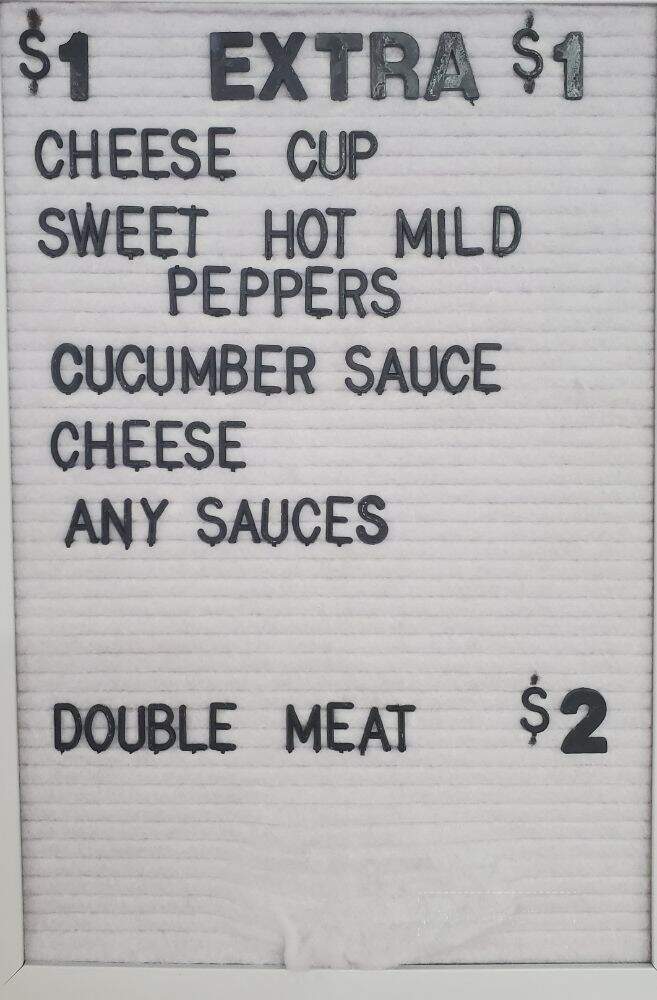 $1 EXTRA $1
CHEESE CUP
SWEET HOT MILD
PEPPERS
CUCUMBER SAUCE
CHEESE
ANY SAUCES
DOUBLE MEAT $2